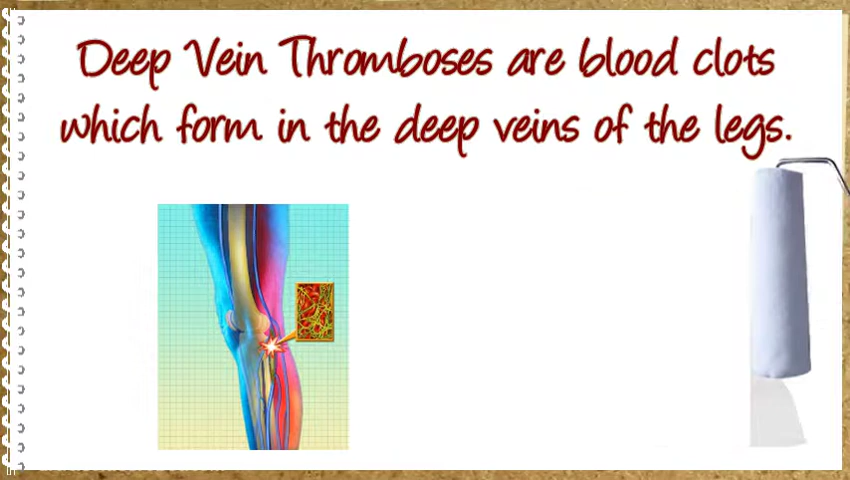 Deep Vein Thromboses are blood clots
which form in the deep veins of the legs.